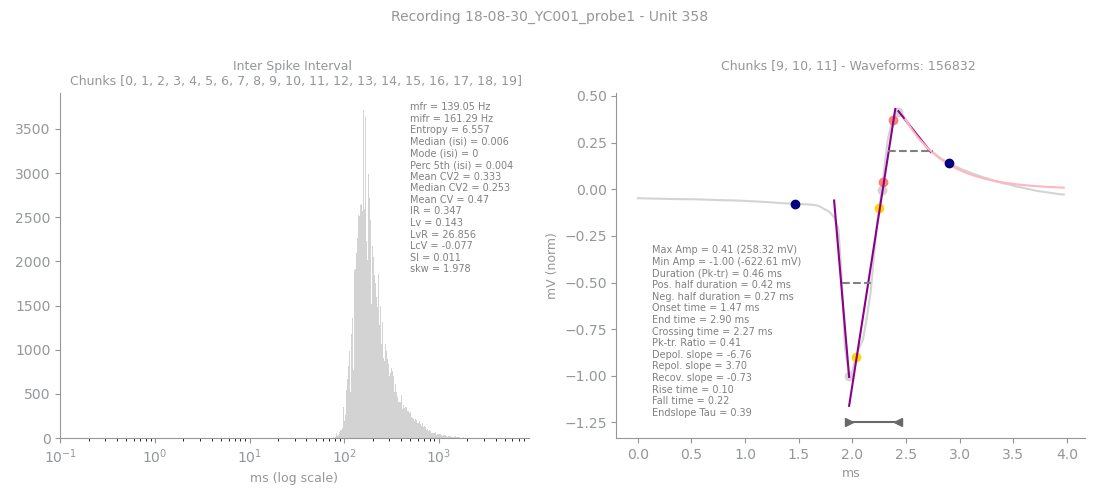 Recording 18-08-30_YC001_probe1 - Unit 358
Inter Spike Interval
Chunks [0, 1, 2, 3, 4, 5, 6, 7, 8, 9, 10, 11, 12, 13, 14, 15, 16, 17, 18, 19]
3500
3000
2500
2000
1500
1000
500
0
mfr = 139.05 Hz
mifr = 161.29 Hz
Entropy = 6.557
Median (isi) = 0.006
Mode (isi) = 0
Perc 5th (isi) = 0.004
Mean CV2 = 0.333
Median CV2 = 0.253
Mean CV = 0.47
IR = 0.347
Lv = 0.143
LvR = 26.856
LcV = -0.077
SI = 0.011
skw = 1.978
10⁻¹ 10⁰ 10¹ 10² 10³
ms (log scale)
Chunks [9, 10, 11] - Waveforms: 156832
mV (norm)
0.50
0.25
0.00
−0.25
−0.50
−0.75
−1.00
−1.25
Max Amp = 0.41 (258.32 mV)
Min Amp = -1.00 (-622.61 mV)
Duration (Pk-tr) = 0.46 ms
Pos. half duration = 0.42 ms
Neg. half duration = 0.27 ms
Onset time = 1.47 ms
End time = 2.90 ms
Crossing time = 2.27 ms
Pk-tr. Ratio = 0.41
Depol. slope = -6.76
Repol. slope = 3.70
Recov. slope = -0.73
Rise time = 0.10
Fall time = 0.22
Endslope Tau = 0.39
0.0 0.5 1.0 1.5 2.0 2.5 3.0 3.5 4.0
ms